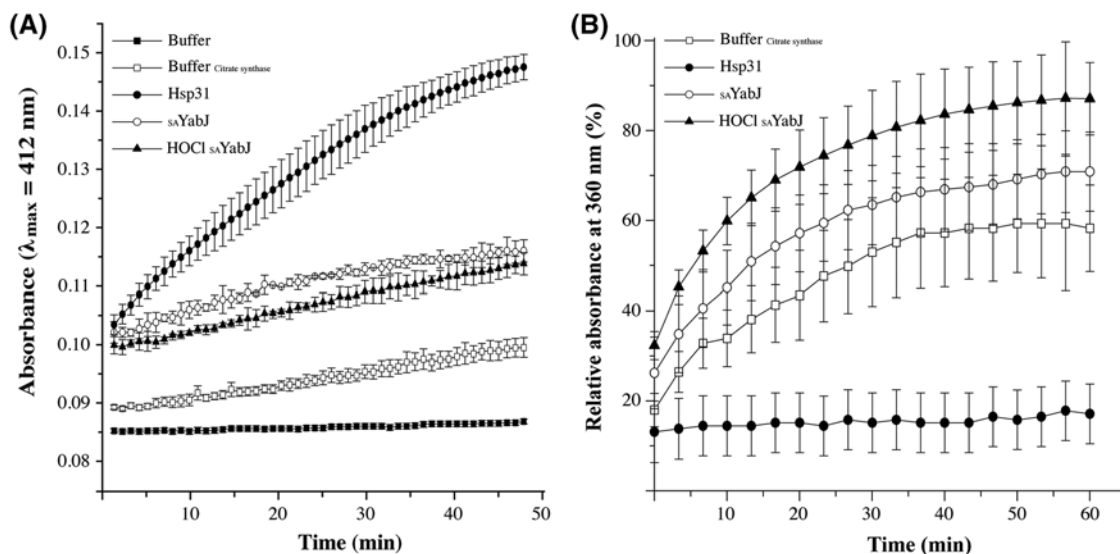 (A)
Buffer
Buffer Citrate synthase
Hsp31
SAYabJ
HOCl SAYabJ
Absorbance (λmax = 412 nm)
0.15
0.14
0.13
0.12
0.11
0.10
0.09
0.08
10 20 30 40 50
Time (min)
(B)
Buffer Citrate synthase
Hsp31
SAYabJ
HOCl SAYabJ
Relative absorbance at 360 nm (%)
100
80
60
40
20
10 20 30 40 50 60
Time (min)